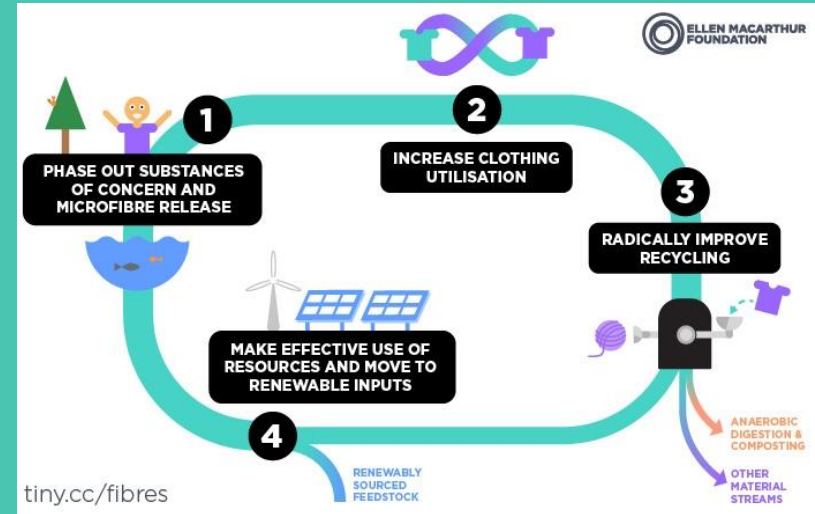 ELLEN MACARTHUR
FOUNDATION
1
PHASE OUT SUBSTANCES
OF CONCERN AND
MICROFIBRE RELEASE
2
INCREASE CLOTHING
UTILISATION
3
RADICALLY IMPROVE
RECYCLING
MAKE EFFECTIVE USE OF
RESOURCES AND MOVE TO
RENEWABLE INPUTS
4
ANAEROBIC
DIGESTION &
COMPOSTING
OTHER
MATERIAL
STREAMS
RENEWABLY
SOURCED
FEEDSTOCK
tiny.cc/fibres